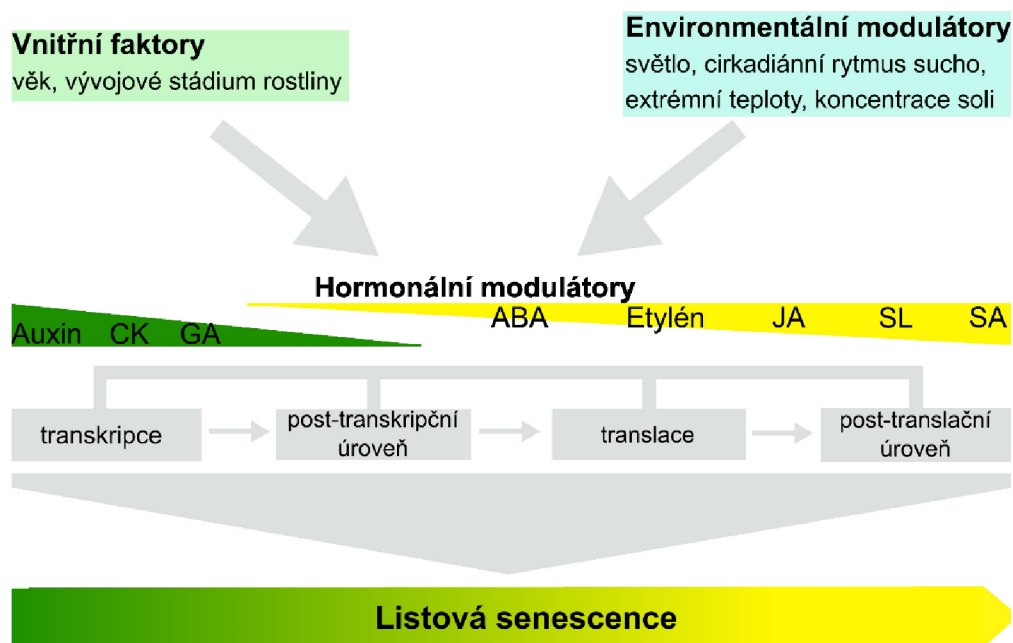 Vnitřní faktory
věk, vývojové stádium rostliny
Environmentální modulátory
světlo, cirkadiánní rytmus sucho,
extrémní teploty, koncentrace soli
Hormonální modulátory
Auxin CK GA
ABA Etylén JA SL SA
transkripce
post-transkripční
úroveň
translace
post-translační
úroveň
Listová senescence